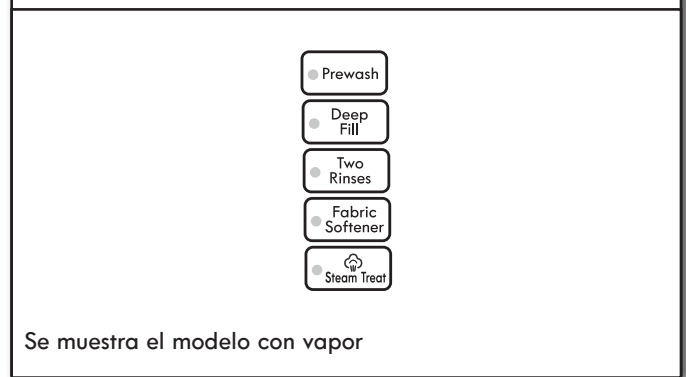 Prewash
Deep
Fill
Two
Rinses
Fabric
Softener
Steam Treat
Se muestra el modelo con vapor